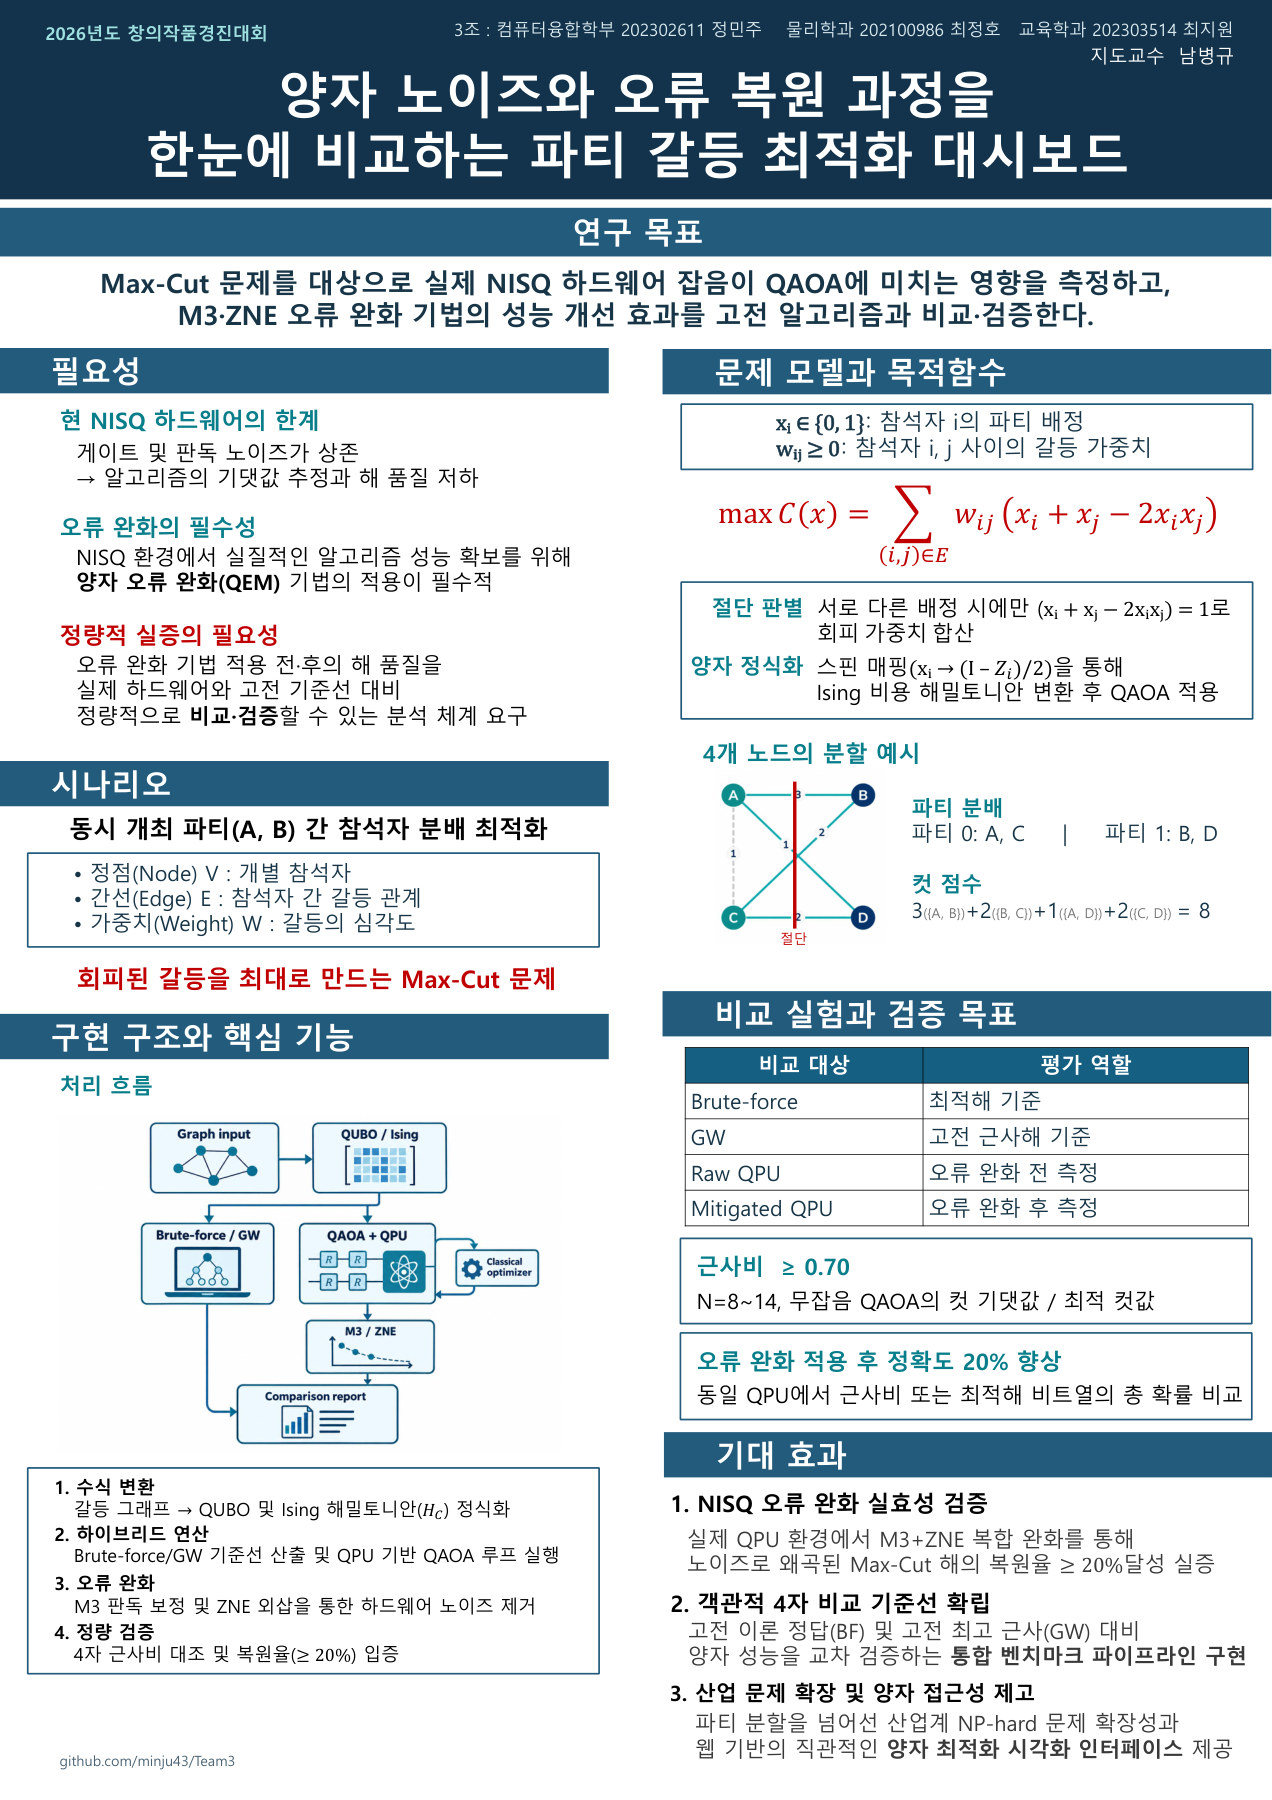 2026년도 창의작품경진대회
3조 : 컴퓨터융합학부 202302611 정민주 물리학과 202100986 최정호 교육학과 202303514 최지원
지도교수 남병규
양자 노이즈와 오류 복원 과정을
한눈에 비교하는 파티 갈등 최적화 대시보드
연구 목표
Max-Cut 문제를 대상으로 실제 NISQ 하드웨어 잡음이 QAOA에 미치는 영향을 측정하고,
M3·ZNE 오류 완화 기법의 성능 개선 효과를 고전 알고리즘과 비교·검증한다.
필요성
현 NISQ 하드웨어의 한계
게이트 및 판독 노이즈가 상존
→ 알고리즘의 기댓값 추정과 해 품질 저하
오류 완화의 필수성
NISQ 환경에서 실질적인 알고리즘 성능 확보를 위해
양자 오류 완화(QEM) 기법의 적용이 필수적
정량적 실증의 필요성
오류 완화 기법 적용 전·후의 해 품질을
실제 하드웨어와 고전 기준선 대비
정량적으로 비교·검증할 수 있는 분석 체계 요구
시나리오
동시 개최 파티(A, B) 간 참석자 분배 최적화
• 정점(Node) V : 개별 참석자
• 간선(Edge) E : 참석자 간 갈등 관계
• 가중치(Weight) W : 갈등의 심각도
회피된 갈등을 최대로 만드는 Max-Cut 문제
구현 구조와 핵심 기능
처리 흐름
Graph input
QUBO / Ising
Brute-force / GW
QAOA + QPU
R R
R R
Classical
optimizer
M3 / ZNE
Comparison report
1. 수식 변환
갈등 그래프 → QUBO 및 Ising 해밀토니안(H_C) 정식화
2. 하이브리드 연산
Brute-force/GW 기준선 산출 및 QPU 기반 QAOA 루프 실행
3. 오류 완화
M3 판독 보정 및 ZNE 외삽을 통한 하드웨어 노이즈 제거
4. 정량 검증
4자 근사비 대조 및 복원율(≥ 20%) 입증
github.com/minju43/Team3
문제 모델과 목적함수
x_i ∈ {0, 1}: 참석자 i의 파티 배정
w_ij ≥ 0: 참석자 i, j 사이의 갈등 가중치
max C(x) = ∑_{(i,j)∈E} w_ij (x_i + x_j − 2x_i x_j)
절단 판별 서로 다른 배정 시에만 (x_i + x_j − 2x_i x_j) = 1로
회피 가중치 합산
양자 정식화 스핀 매핑(x_i → (I – Z_i)/2)을 통해
Ising 비용 해밀토니안 변환 후 QAOA 적용
4개 노드의 분할 예시
A 3 B
2
1 1
C 2 D
절단
파티 분배
파티 0: A, C | 파티 1: B, D
컷 점수
3((A, B))+2((B, C))+1((A, D))+2((C, D)) = 8
비교 실험과 검증 목표
비교 대상 평가 역할
Brute-force 최적해 기준
GW 고전 근사해 기준
Raw QPU 오류 완화 전 측정
Mitigated QPU 오류 완화 후 측정
근사비 ≥ 0.70
N=8~14, 무잡음 QAOA의 컷 기댓값 / 최적 컷값
오류 완화 적용 후 정확도 20% 향상
동일 QPU에서 근사비 또는 최적해 비트열의 총 확률 비교
기대 효과
1. NISQ 오류 완화 실효성 검증
실제 QPU 환경에서 M3+ZNE 복합 완화를 통해
노이즈로 왜곡된 Max-Cut 해의 복원율 ≥ 20%달성 실증
2. 객관적 4자 비교 기준선 확립
고전 이론 정답(BF) 및 고전 최고 근사(GW) 대비
양자 성능을 교차 검증하는 통합 벤치마크 파이프라인 구현
3. 산업 문제 확장 및 양자 접근성 제고
파티 분할을 넘어선 산업계 NP-hard 문제 확장성과
웹 기반의 직관적인 양자 최적화 시각화 인터페이스 제공